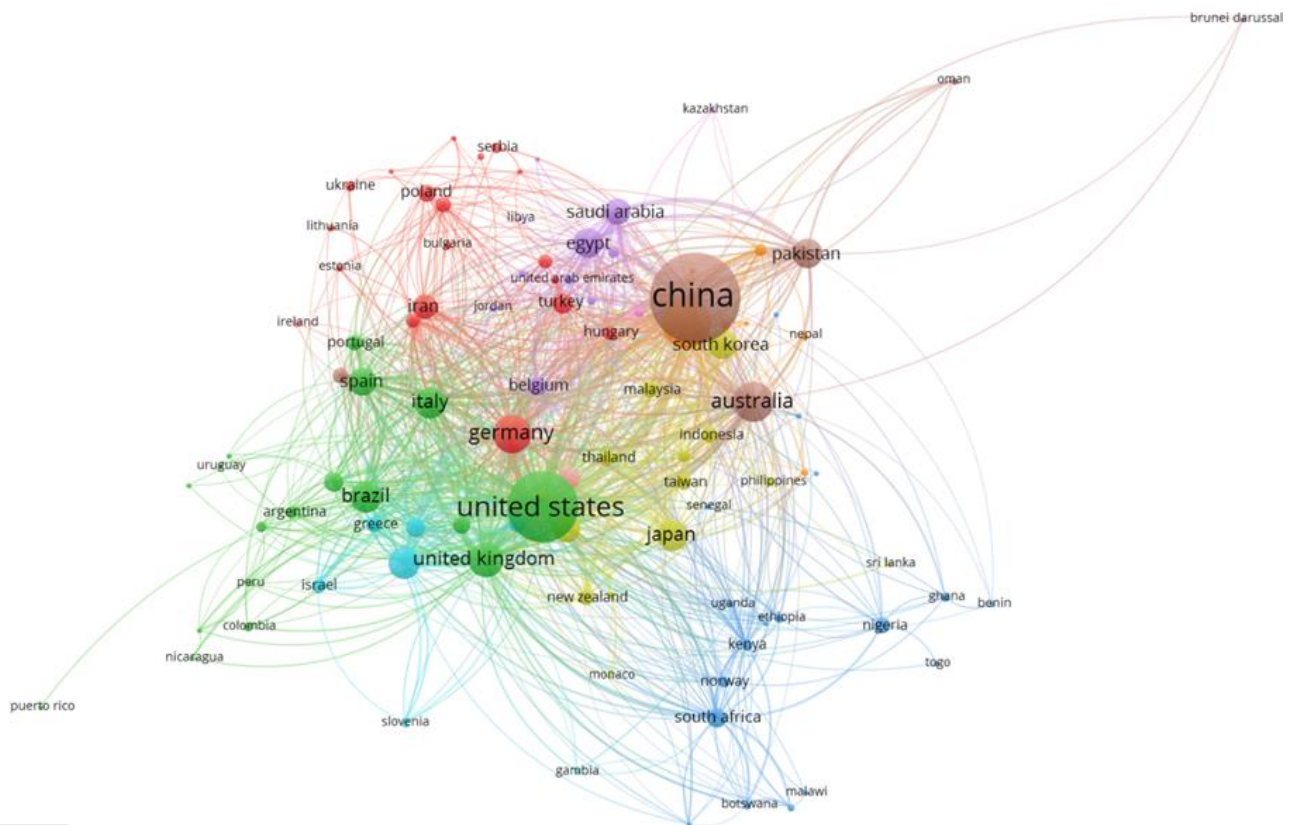 brunei darussal
oman
kazakhstan
serbia
ukraine
poland
saudi arabia
libya
lithuania
bulgaria
egypt
pakistan
estonia
united arab emirates
china
iran
jordan
turkey
ireland
hungary
nepal
portugal
south korea
spain
belgium
malaysia
italy
australia
germany
indonesia
thailand
uruguay
taiwan
philippines
brazil
senegal
united states
argentina
greece
japan
united kingdom
sri lanka
peru
israel
new zealand
uganda
ghana
benin
ethiopia
colombia
nigeria
kenya
nicaragua
togo
monaco
norway
puerto rico
slovenia
south africa
gambia
malawi
botswana